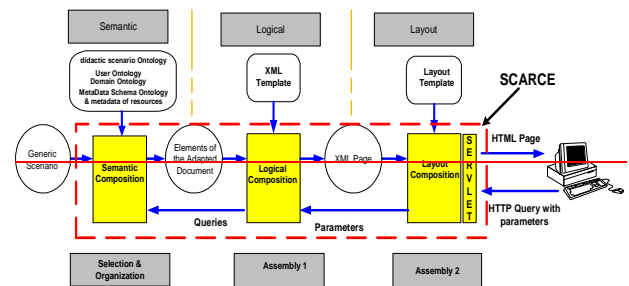 Semantic
Logical
Layout
didactic scenario Ontology
User Ontology
Domain Ontology
MetaData Schema Ontology
& metadata of resources
XML
Template
Layout
Template
SCARCE
Generic
Scenario
Semantic
Composition
Elements of
the Adapted
Document
Logical
Composition
XML Page
Layout
Composition
SERVLET
HTML Page
HTTP Query with
parameters
Queries
Parameters
Selection &
Organization
Assembly 1
Assembly 2